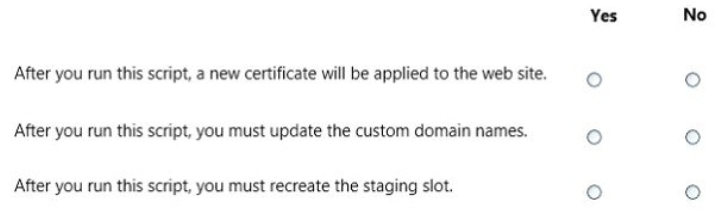 Yes No
After you run this script, a new certificate will be applied to the web site.
After you run this script, you must update the custom domain names.
After you run this script, you must recreate the staging slot.